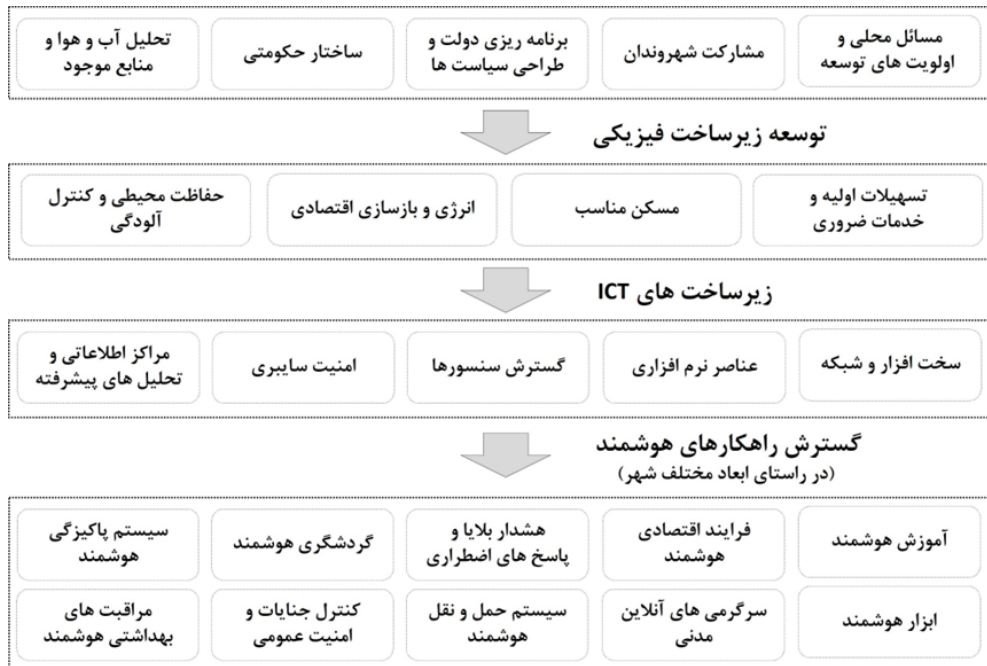 مسائل محلی و
اولویت های توسعه
مشارکت شهروندان
برنامه ریزی دولت و
طراحی سیاست ها
ساختار حکومتی
تحلیل آب و هوا و
منابع موجود
توسعه زیرساخت فیزیکی
تسهیلات اولیه و
خدمات ضروری
مسکن مناسب
انرژی و بازسازی اقتصادی
حفاظت محیطی و کنترل
آلودگی
زیرساخت های ICT
سخت افزار و شبکه
عناصر نرم افزاری
گسترش سنسورها
امنیت سایبری
مراکز اطلاعاتی و
تحلیل های پیشرفته
گسترش راهکارهای هوشمند
(در راستای ابعاد مختلف شهر)
آموزش هوشمند
فرایند اقتصادی
هوشمند
هشدار بلایا و
پاسخ های اضطراری
گردشگری هوشمند
سیستم پاکیزگی
هوشمند
ابزار هوشمند
سرگرمی های آنلاین
مدنی
سیستم حمل و نقل
هوشمند
کنترل جنایات و
امنیت عمومی
مراقبت های
بهداشتی هوشمند